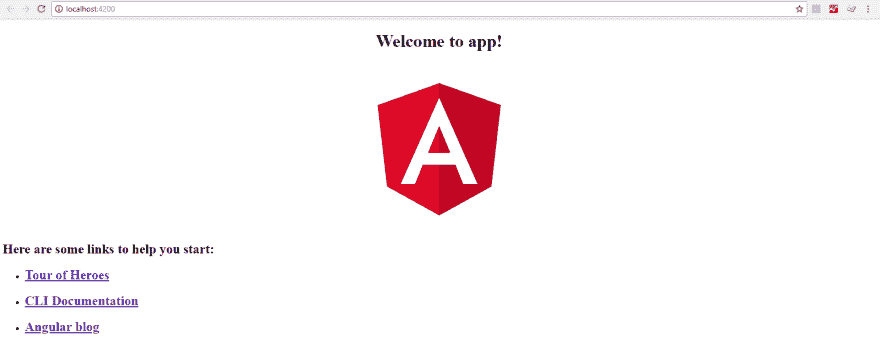 localhost:4200
Welcome to app!
A
Here are some links to help you start:
Tour of Heroes
CLI Documentation
Angular blog